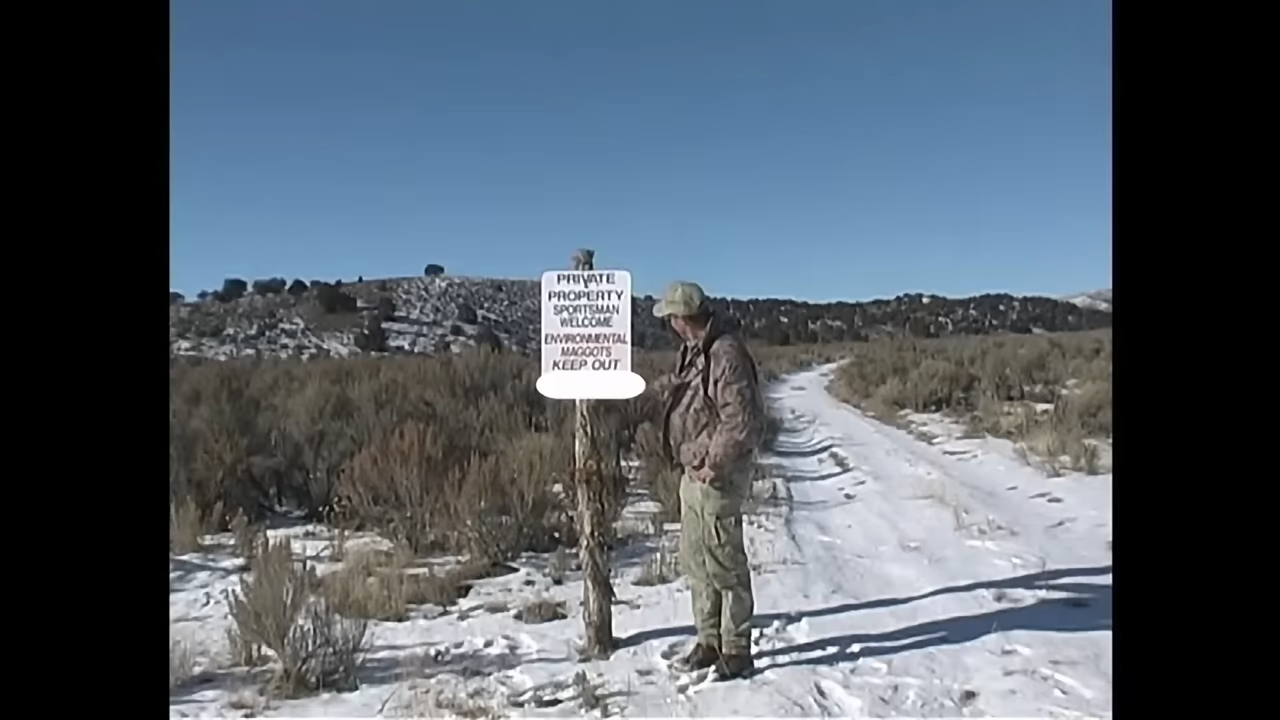 PRIVATE
PROPERTY
SPORTSMAN
WELCOME
ENVIRONMENTAL
MAGGOTS
KEEP OUT